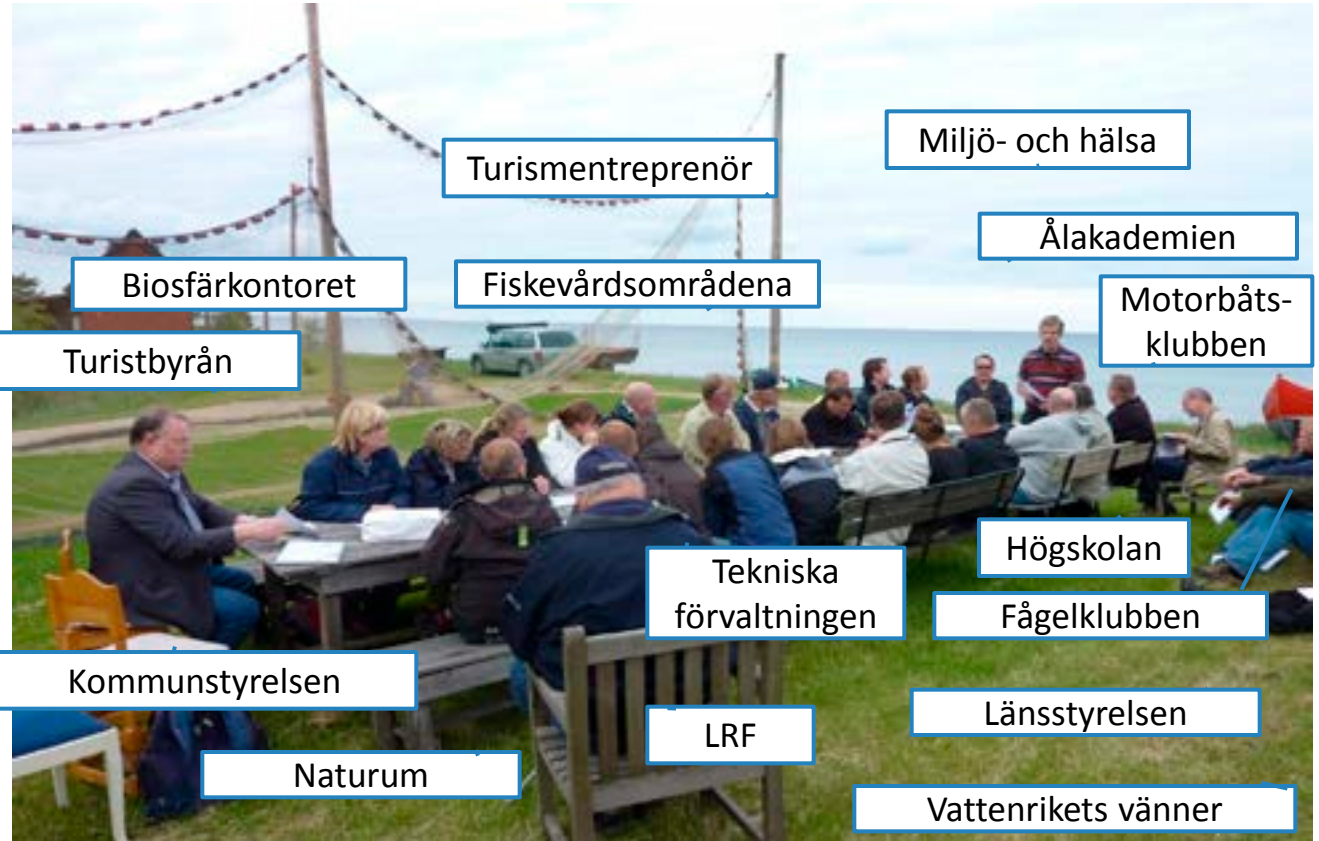 Miljö- och hälsa
Turismentreprenör
Ålakademien
Biosfärkontoret
Fiskevårdsområdena
Motorbåts-
klubben
Turistbyrån
Högskolan
Tekniska
förvaltningen
Fågelklubben
Kommunstyrelsen
Länsstyrelsen
LRF
Naturum
Vattenrikets vänner